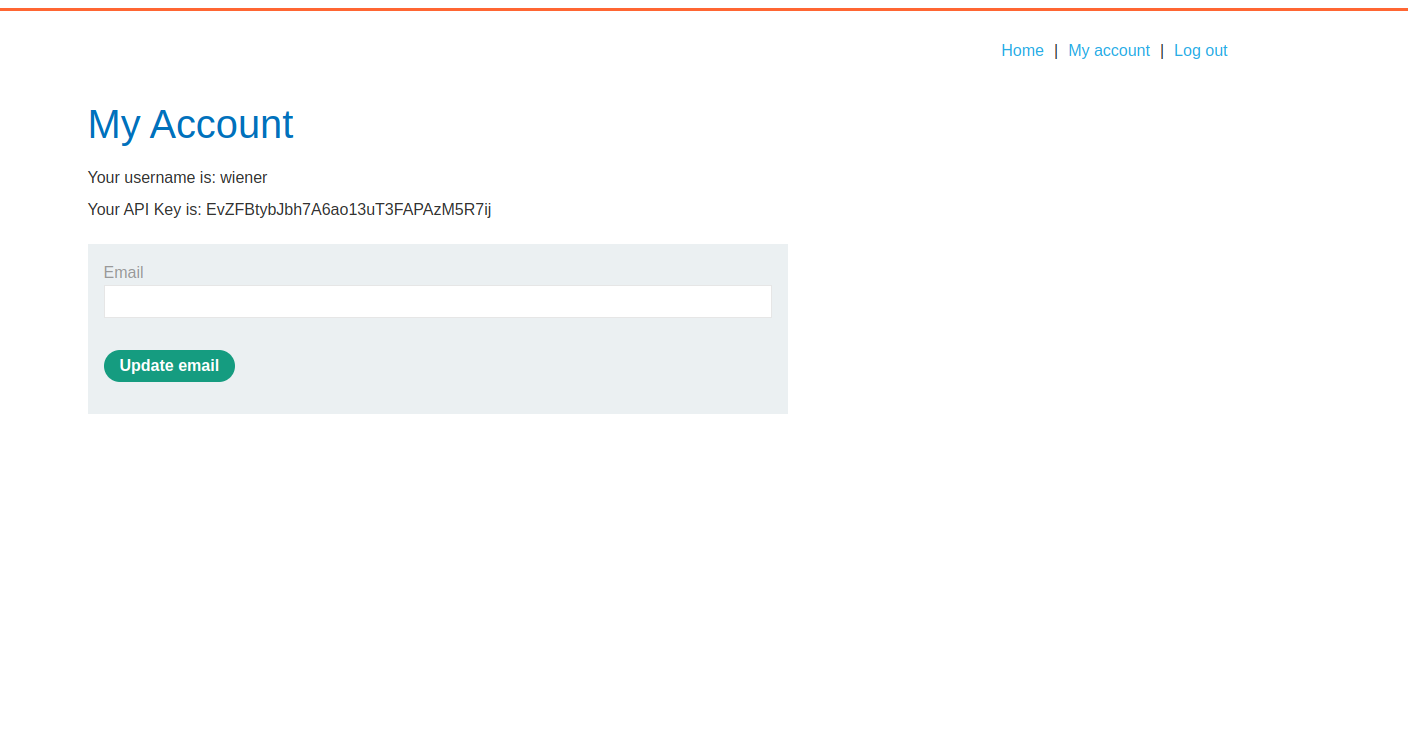 Home | My account | Log out
My Account
Your username is: wiener
Your API Key is: EvZFBtybJbh7A6ao13uT3FAPAzM5R7ij
Email
Update email